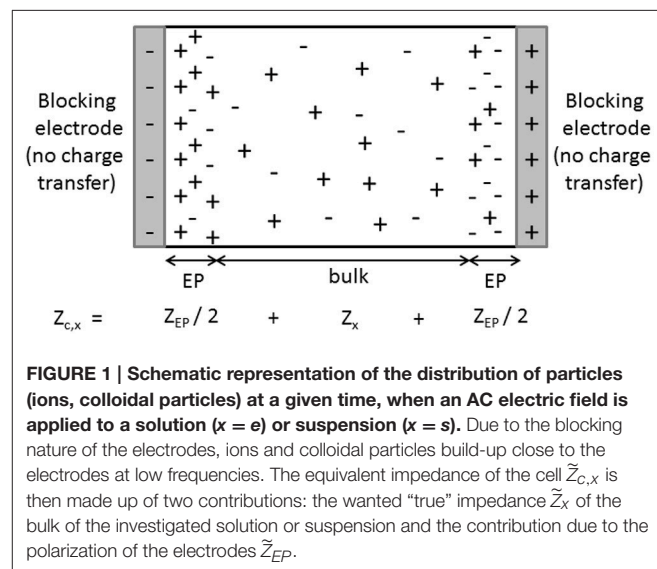 Blocking
electrode
(no charge
transfer)
Blocking
electrode
(no charge
transfer)
EP
bulk
EP
Z_c,x = Z_EP / 2 + Z_x + Z_EP / 2
FIGURE 1 | Schematic representation of the distribution of particles
(ions, colloidal particles) at a given time, when an AC electric field is
applied to a solution (x = e) or suspension (x = s). Due to the blocking
nature of the electrodes, ions and colloidal particles build-up close to the
electrodes at low frequencies. The equivalent impedance of the cell Z̃_c,x is
then made up of two contributions: the wanted “true” impedance Z̃_x of the
bulk of the investigated solution or suspension and the contribution due to the
polarization of the electrodes Z̃_EP.